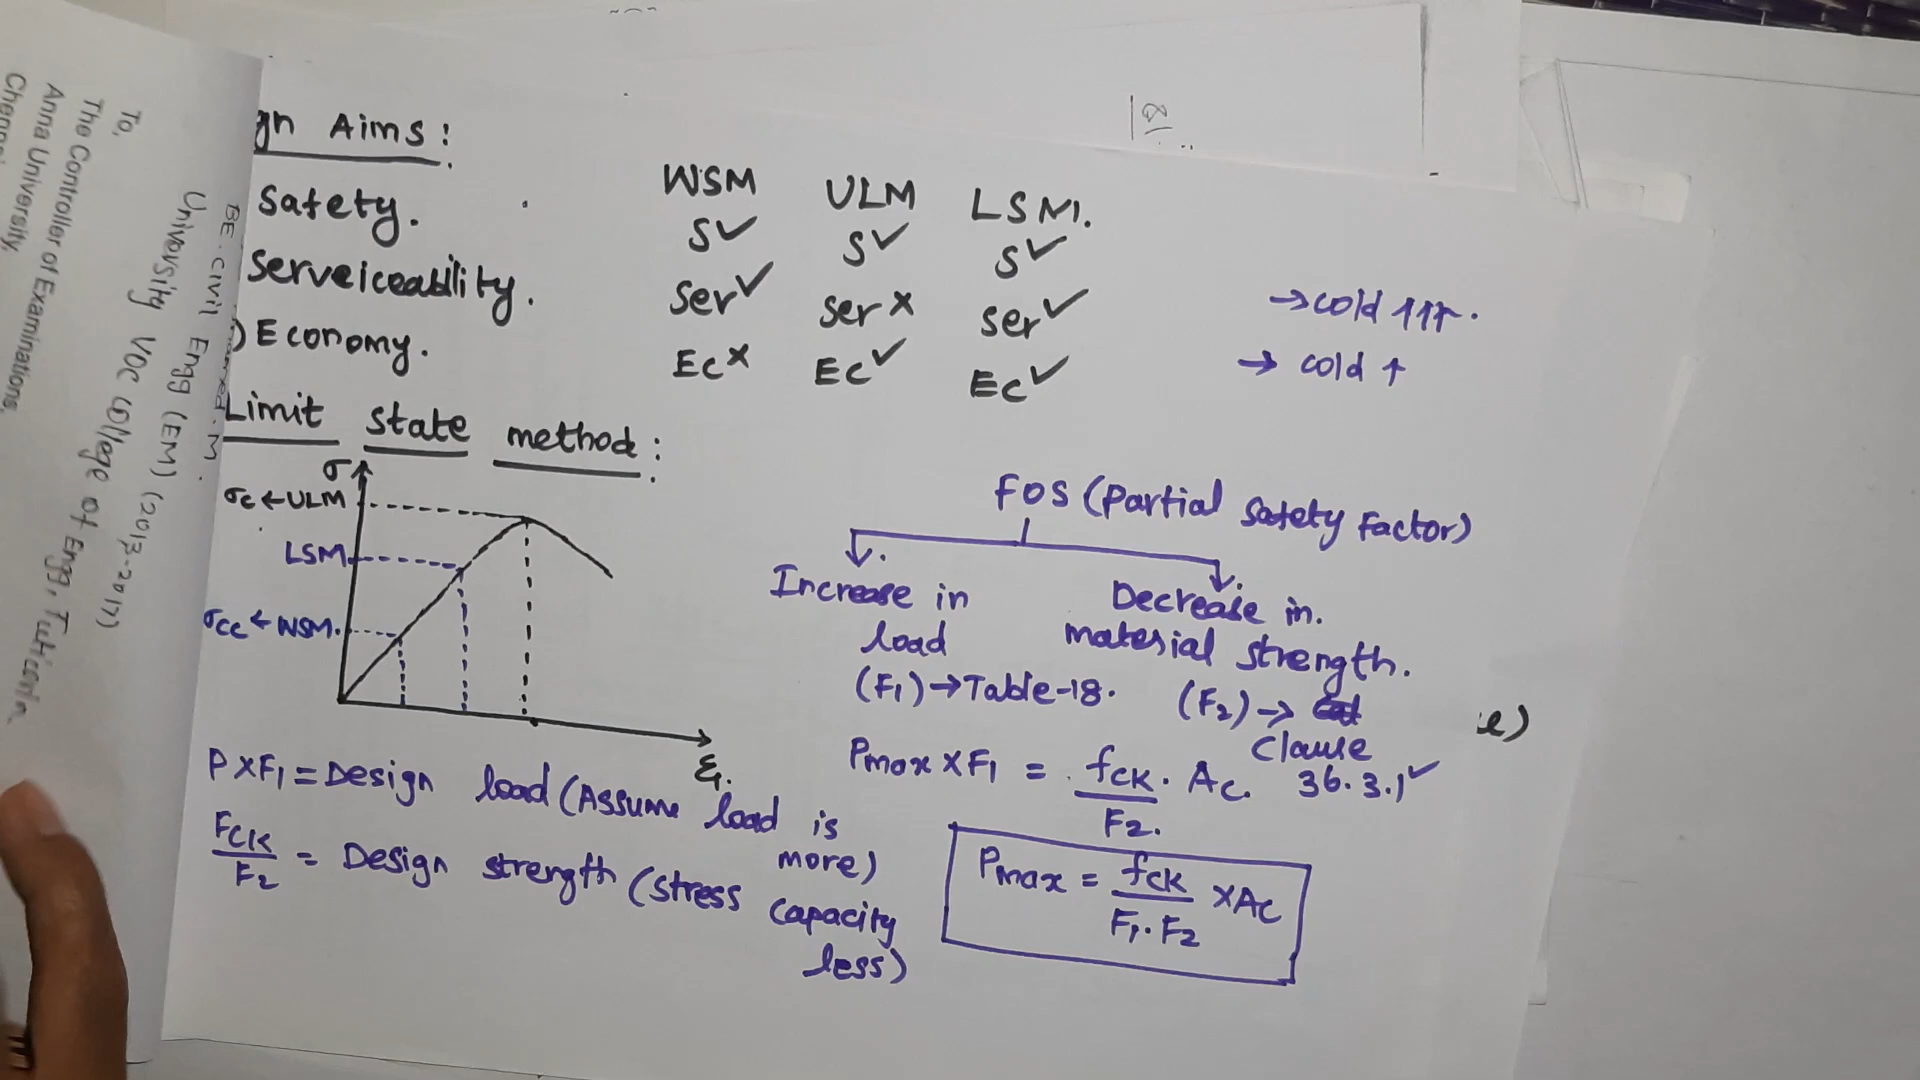 gn Aims:
Safety.
Serveiceability.
)Economy.
WSM ULM LSM.
S✓ S✓ S✓
Ser✓ Ser× Ser✓
Ec× Ec✓ Ec✓
→cold ↑↑↑.
→ cold ↑
Limit state method:
σ
σc←ULM
LSM
σcc←WSM.
ε.
FOS (Partial Safety Factor)
Increase in
load
(F1)→Table-18.
Decrease in.
material strength.
(F2)→
Clause
36.3.1✓
e)
P×F1 = Design load (Assume load is
more)
Fck/F2 = Design strength (stress capacity
less)
Pmax×F1 = fck/F2. Ac.
Pmax = fck/F1.F2 ×Ac
To,
The Controller of Examinations,
Anna University,
BE. Civil Engg (EM) (2013-2017)
University VOC College of Engg,